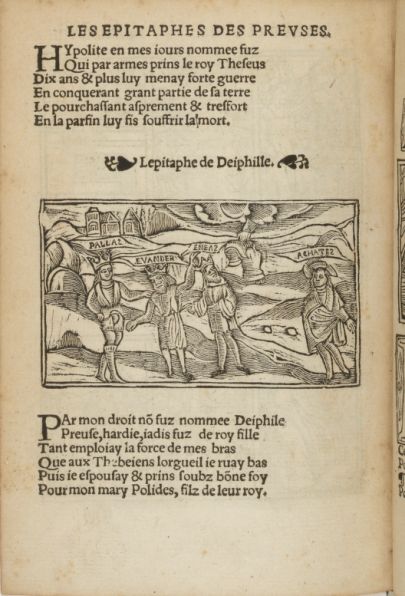 LES EPITAPHES DES PREVSES.
HYpolite en mes iours nommee fuz
Qui par armes prins le roy Theseus
Dix ans & plus luy menay forte guerre
En conquerant grant partie de sa terre
Le pourchassant asprement & tresfort
En la parfin luy fis souffrir la mort.
Lepitaphe de Deiphille.
PALLAS EVANDER ENEAS ACHATES
PAr mon droit nõ fuz nommee Deiphile
Preuse, hardie, iadis fuz de roy fille
Tant emploiay la force de mes bras
Que aux Thebeiens lorgueil ie ruay bas
Puis ie espousay & prins soubz bõne foy
Pour mon mary Polides, filz de leur roy.